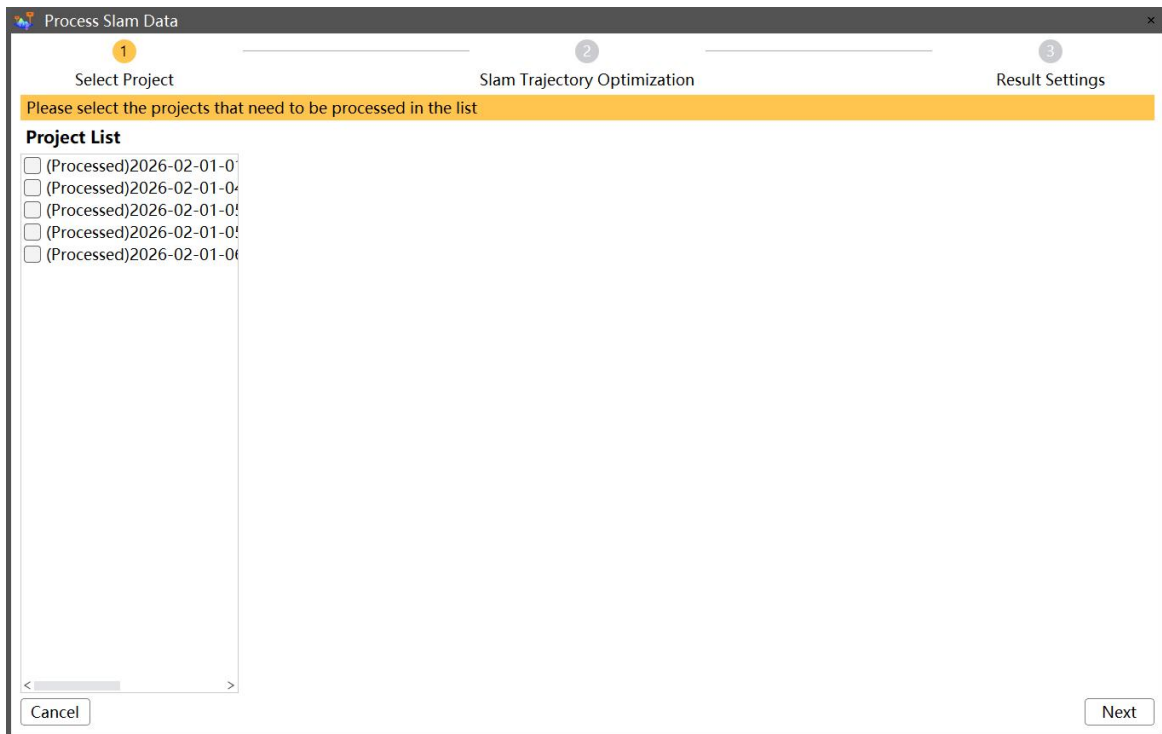 Process Slam Data
1
2
3
Select Project
Slam Trajectory Optimization
Result Settings
Please select the projects that need to be processed in the list
Project List
(Processed)2026-02-01-0
(Processed)2026-02-01-0
(Processed)2026-02-01-0
(Processed)2026-02-01-0
(Processed)2026-02-01-0
Cancel
Next